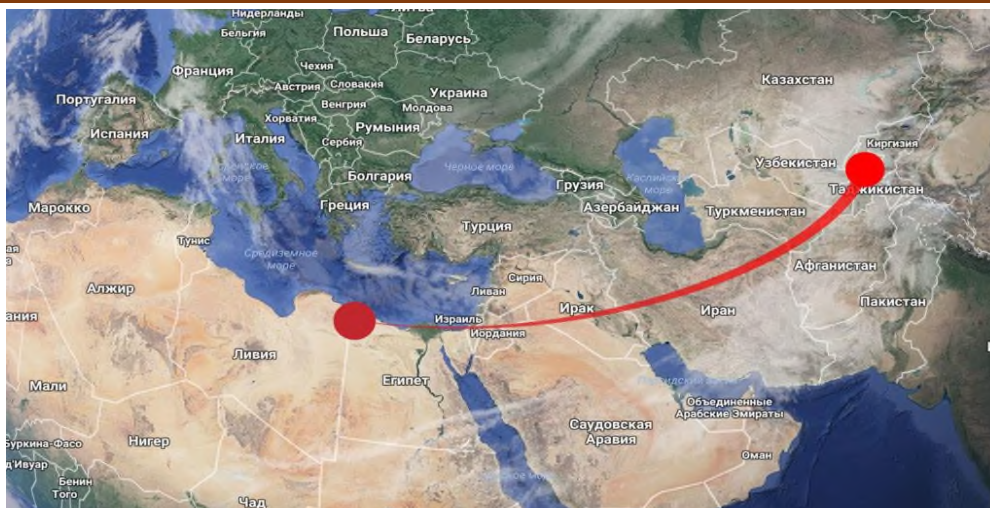 Литва
Нидерланды
Бельгия
Польша
Беларусь
Чехия
Франция
Австрия
Словакия
Украина
Казахстан
Португалия
Венгрия
Молдова
Хорватия
Румыния
Испания
Италия
Сербия
Киргизия
Черное море
Узбекистан
море
Болгария
Грузия
Каспийское
море
Таджикистан
Греция
Азербайджан
Марокко
Туркменистан
Турция
Тунис
Средиземное
море
Афганистан
Сирия
Алжир
Ливан
Ирак
Иран
Пакистан
Израиль
Иордания
Ливия
Египет
Мали
Объединенные
Арабские Эмираты
Саудовская
Аравия
Буркина-Фасо
Нигер
Оман
д'Ивуар
Бенин
Того
Чад